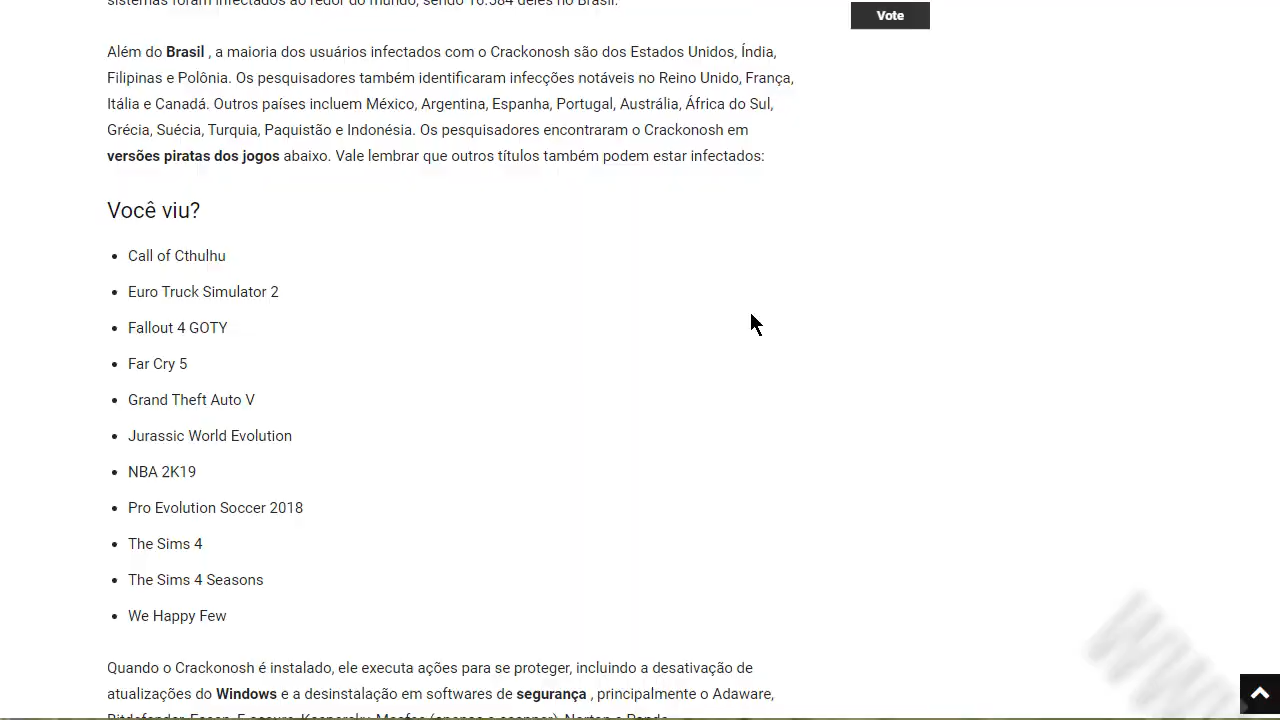 sistemas foram infectados ao redor do mundo, sendo 16.584 deles no Brasil.
Vote
Além do Brasil , a maioria dos usuários infectados com o Crackonosh são dos Estados Unidos, Índia,
Filipinas e Polônia. Os pesquisadores também identificaram infecções notáveis no Reino Unido, França,
Itália e Canadá. Outros países incluem México, Argentina, Espanha, Portugal, Austrália, África do Sul,
Grécia, Suécia, Turquia, Paquistão e Indonésia. Os pesquisadores encontraram o Crackonosh em
versões piratas dos jogos abaixo. Vale lembrar que outros títulos também podem estar infectados:
Você viu?
Call of Cthulhu
Euro Truck Simulator 2
Fallout 4 GOTY
Far Cry 5
Grand Theft Auto V
Jurassic World Evolution
NBA 2K19
Pro Evolution Soccer 2018
The Sims 4
The Sims 4 Seasons
We Happy Few
Quando o Crackonosh é instalado, ele executa ações para se proteger, incluindo a desativação de
atualizações do Windows e a desinstalação em softwares de segurança , principalmente o Adaware,